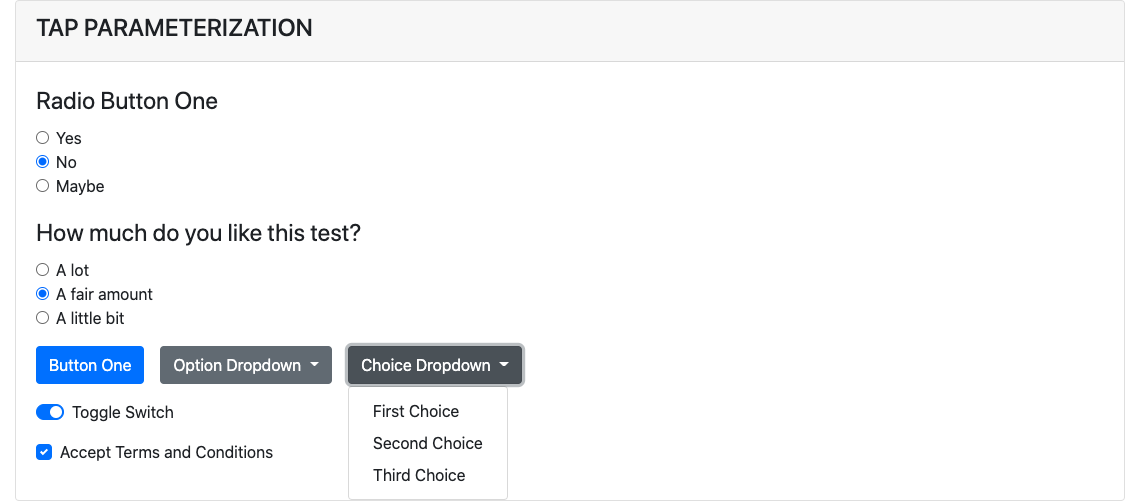 TAP PARAMETERIZATION
Radio Button One
Yes
No
Maybe
How much do you like this test?
A lot
A fair amount
A little bit
Button One
Option Dropdown
Choice Dropdown
First Choice
Second Choice
Third Choice
Toggle Switch
Accept Terms and Conditions